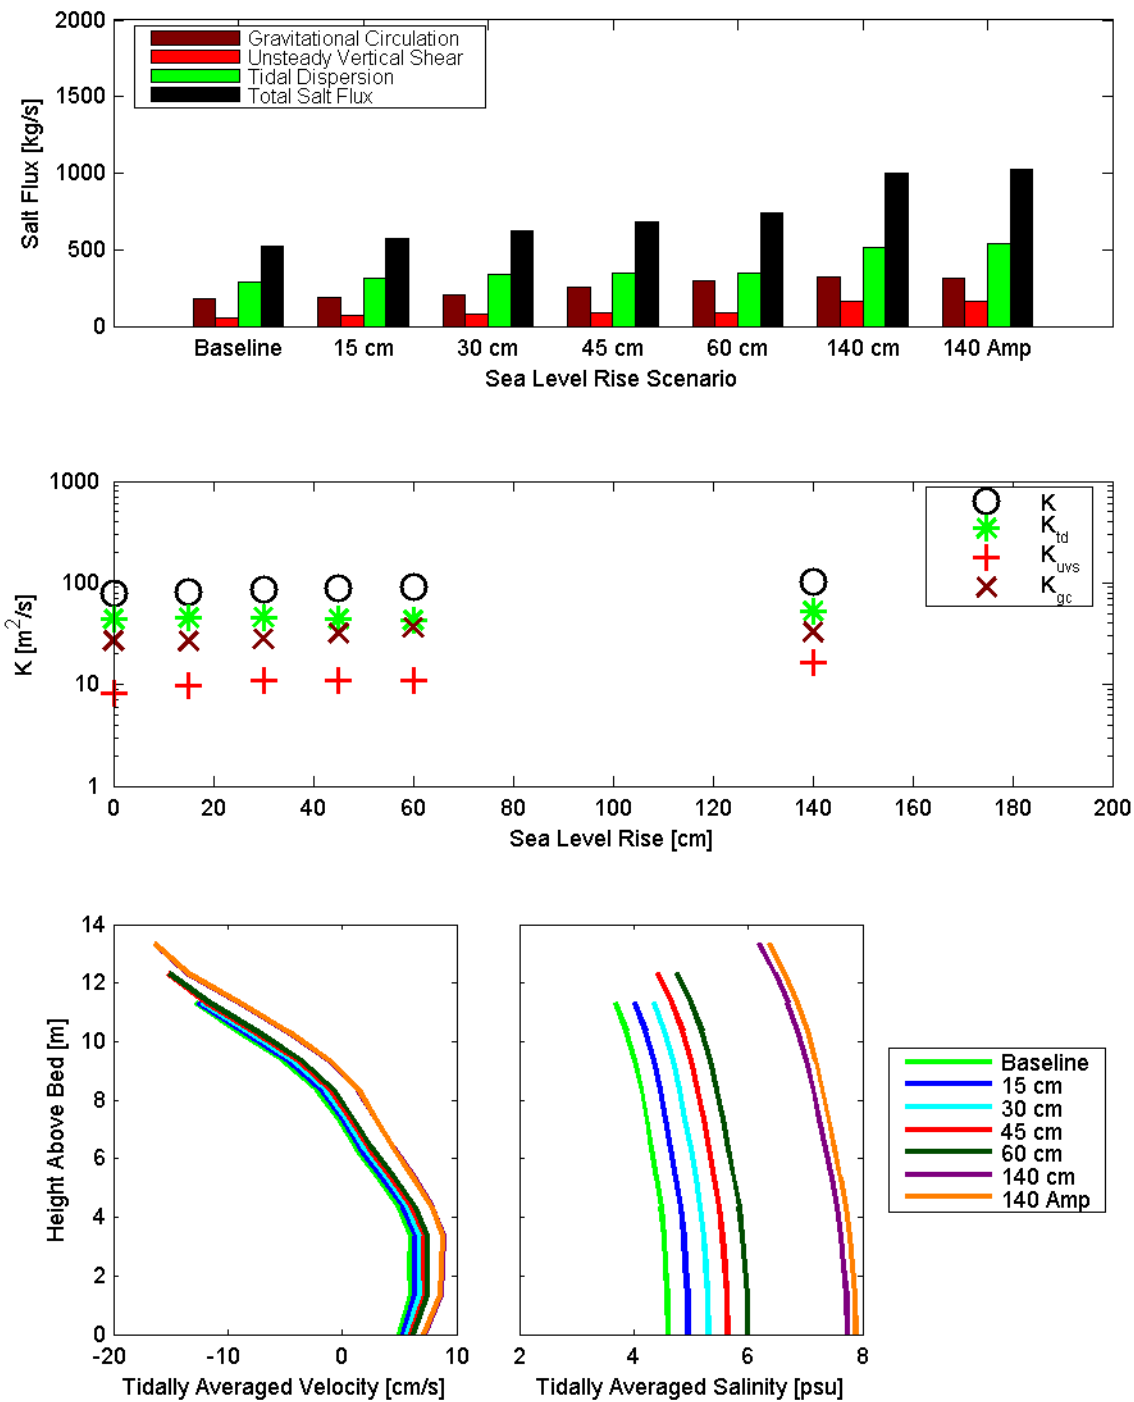 2000
1500
1000
500
0
Salt Flux [kg/s]
Gravitational Circulation
Unsteady Vertical Shear
Tidal Dispersion
Total Salt Flux
Baseline 15 cm 30 cm 45 cm 60 cm 140 cm 140 Amp
Sea Level Rise Scenario
1000
100
10
1
K [m²/s]
K
K_td
K_uvs
K_gc
0 20 40 60 80 100 120 140 160 180 200
Sea Level Rise [cm]
14
12
10
8
6
4
2
0
Height Above Bed [m]
-20 -10 0 10
Tidally Averaged Velocity [cm/s]
2 4 6 8
Tidally Averaged Salinity [psu]
Baseline
15 cm
30 cm
45 cm
60 cm
140 cm
140 Amp